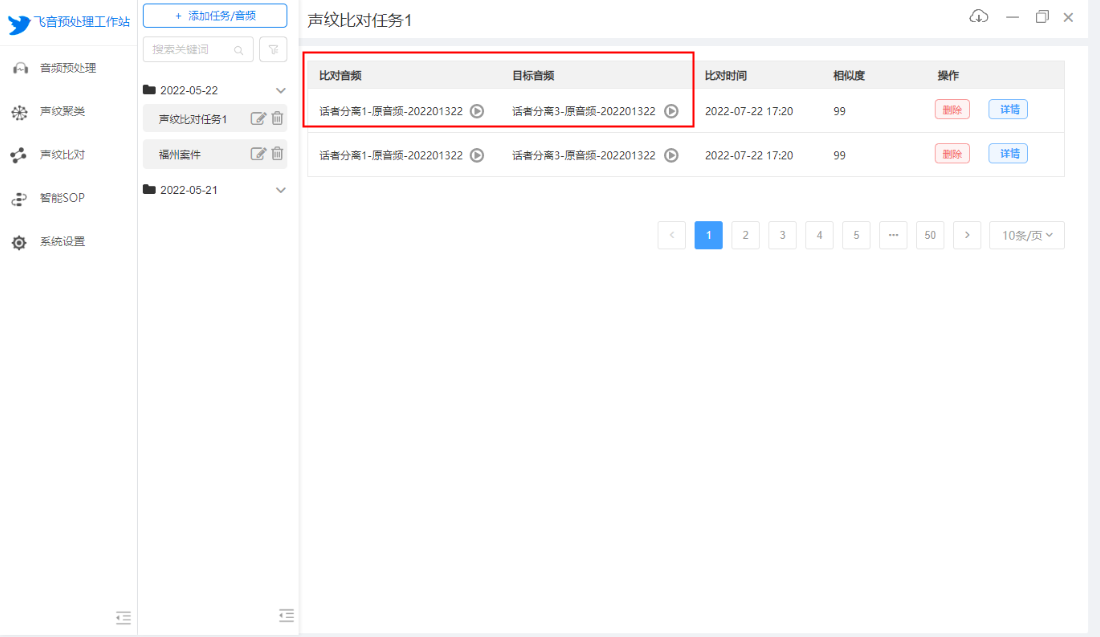 飞音预处理工作站
音频预处理
声纹聚类
声纹比对
智能SOP
系统设置
+ 添加任务/音频
搜索关键词
2022-05-22
声纹比对任务1
福州案件
2022-05-21
声纹比对任务1
比对音频 目标音频 比对时间 相似度 操作
话者分离1-原音频-202201322 话者分离3-原音频-202201322 2022-07-22 17:20 99 删除 详情
话者分离1-原音频-202201322 话者分离3-原音频-202201322 2022-07-22 17:20 99 删除 详情
< 1 2 3 4 5 ··· 50 > 10条/页